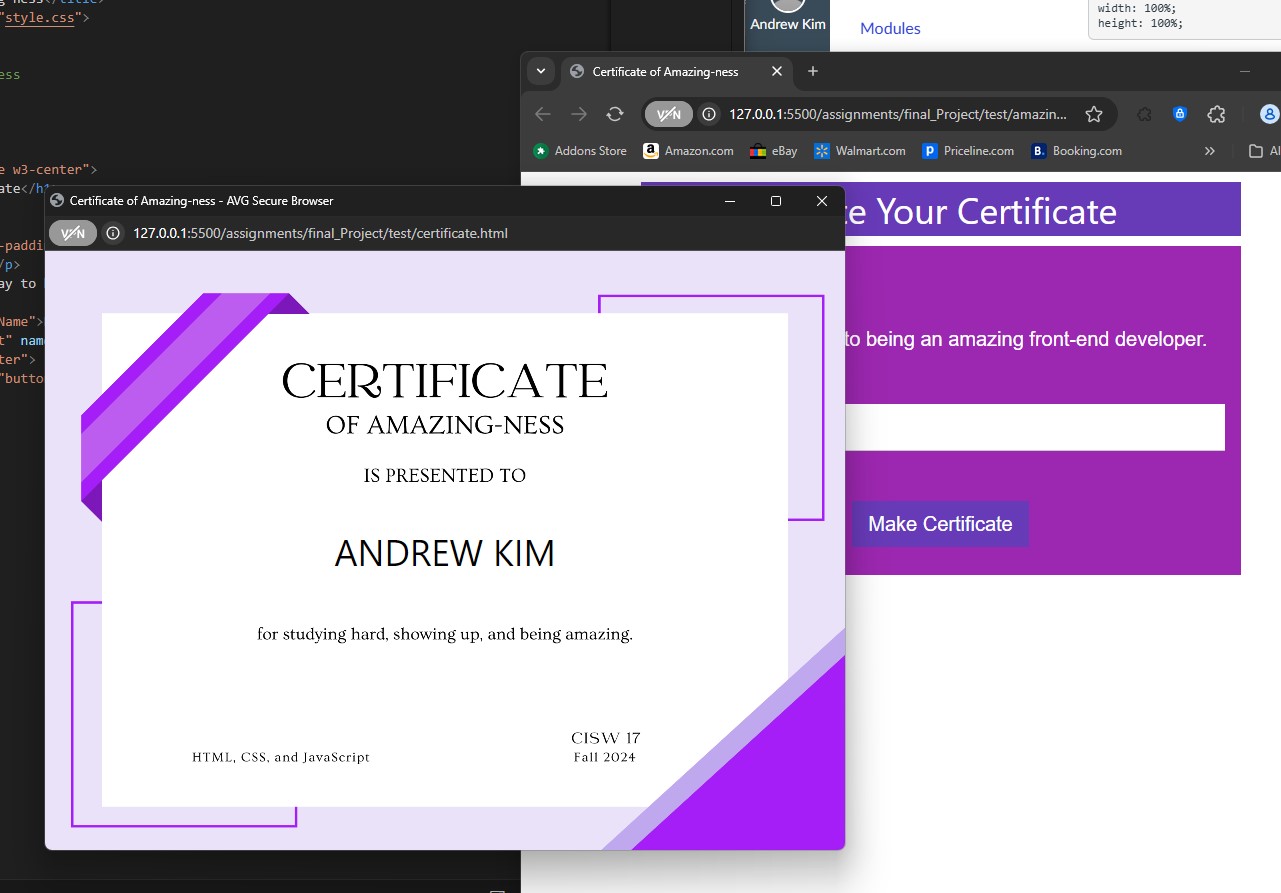 "style.css">
ess
e w3-center">
ate</h1
-paddi
/p>
ay to
Name">
t" nam
ter">
"butto
Andrew Kim
Modules
width: 100%;
height: 100%;
Certificate of Amazing-ness
VPN
127.0.0.1:5500/assignments/final_Project/test/amazin...
Addons Store
Amazon.com
eBay
Walmart.com
Priceline.com
B. Booking.com
»
Al
te Your Certificate
to being an amazing front-end developer.
Make Certificate
Certificate of Amazing-ness - AVG Secure Browser
VPN
127.0.0.1:5500/assignments/final_Project/test/certificate.html
CERTIFICATE
OF AMAZING-NESS
IS PRESENTED TO
ANDREW KIM
for studying hard, showing up, and being amazing.
HTML, CSS, and JavaScript
CISW 17
Fall 2024